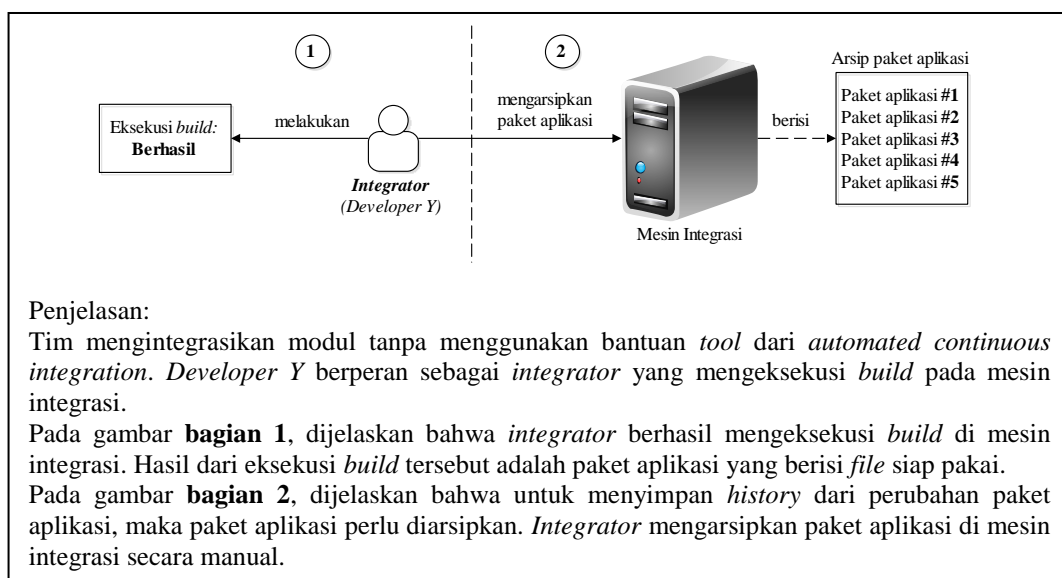 1
2
Eksekusi build:
Berhasil
melakukan
Integrator
(Developer Y)
mengarsipkan
paket aplikasi
Mesin Integrasi
berisi
Arsip paket aplikasi
Paket aplikasi #1
Paket aplikasi #2
Paket aplikasi #3
Paket aplikasi #4
Paket aplikasi #5
Penjelasan:
Tim mengintegrasikan modul tanpa menggunakan bantuan tool dari automated continuous
integration. Developer Y berperan sebagai integrator yang mengeksekusi build pada mesin
integrasi.
Pada gambar bagian 1, dijelaskan bahwa integrator berhasil mengeksekusi build di mesin
integrasi. Hasil dari eksekusi build tersebut adalah paket aplikasi yang berisi file siap pakai.
Pada gambar bagian 2, dijelaskan bahwa untuk menyimpan history dari perubahan paket
aplikasi, maka paket aplikasi perlu diarsipkan. Integrator mengarsipkan paket aplikasi di mesin
integrasi secara manual.